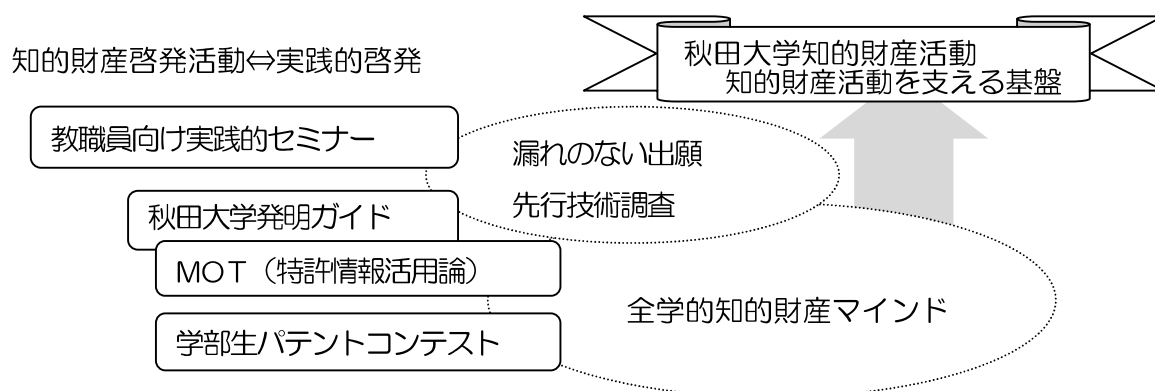 知的財産啓発活動⇔実践的啓発
秋田大学知的財産活動
知的財産活動を支える基盤
教職員向け実践的セミナー
漏れのない出願
先行技術調査
秋田大学発明ガイド
MOT（特許情報活用論）
全学的知的財産マインド
学部生パテントコンテスト